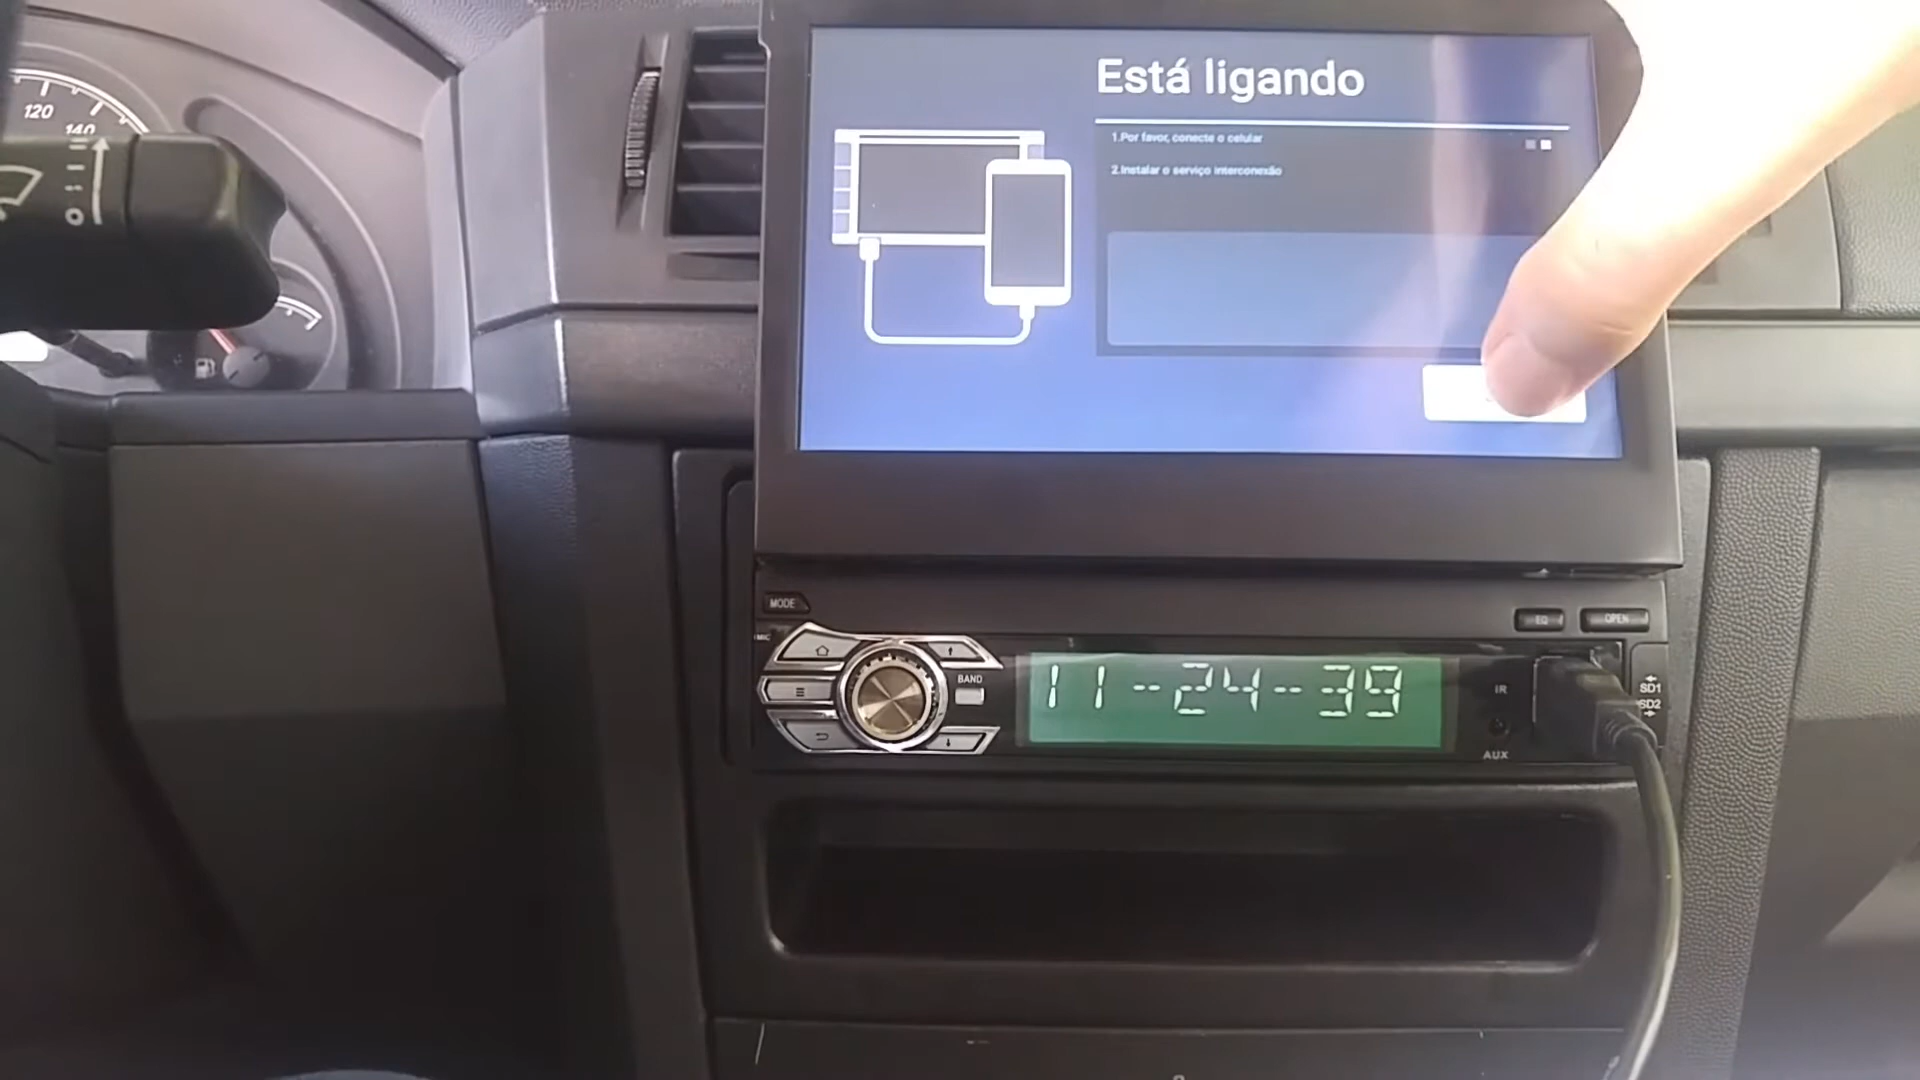 120
140
Está ligando
1.Por favor, conecte o celular
2.Instalar o serviço interconexão
MODE
EQ
OPEN
MIC
BAND
11--24--39
IR
SD1
SD2
AUX